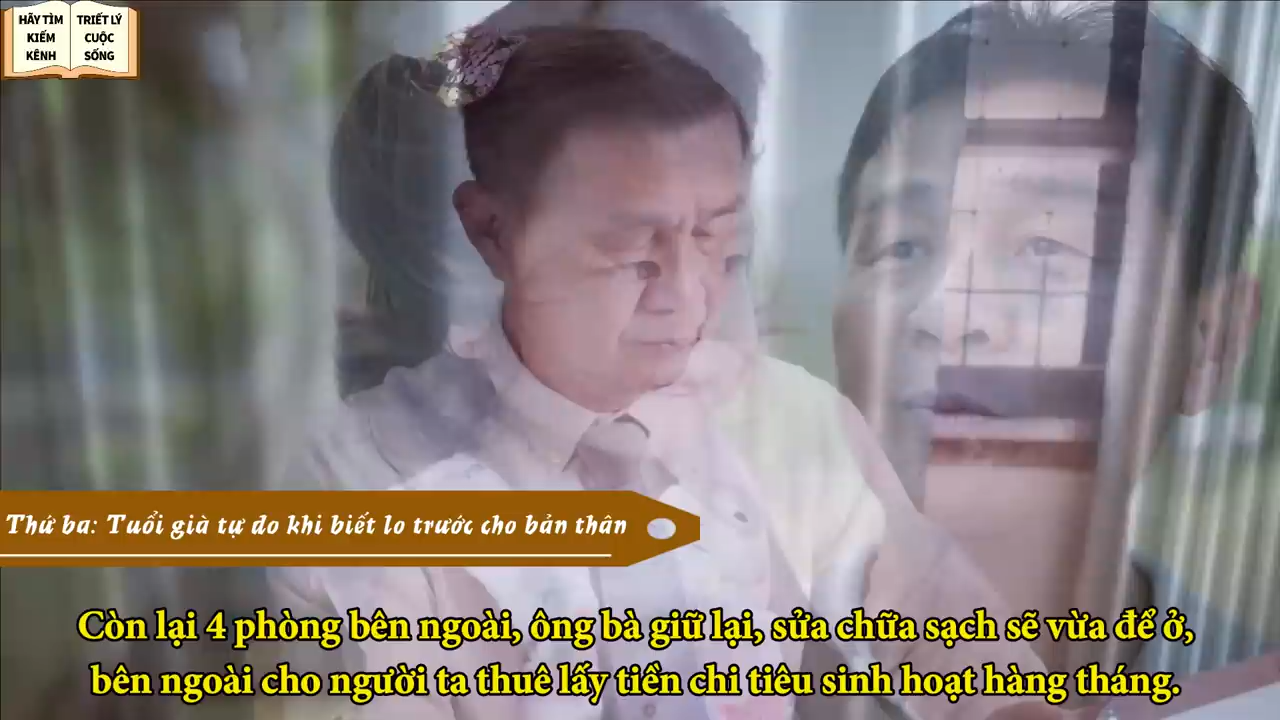 HÃY TÌM
KIẾM
KÊNH
TRIẾT LÝ
CUỘC
SỐNG
Thứ ba: Tuổi già tự do khi biết lo trước cho bản thân
Còn lại 4 phòng bên ngoài, ông bà giữ lại, sửa chữa sạch sẽ vừa để ở,
bên ngoài cho người ta thuê lấy tiền chi tiêu sinh hoạt hàng tháng.